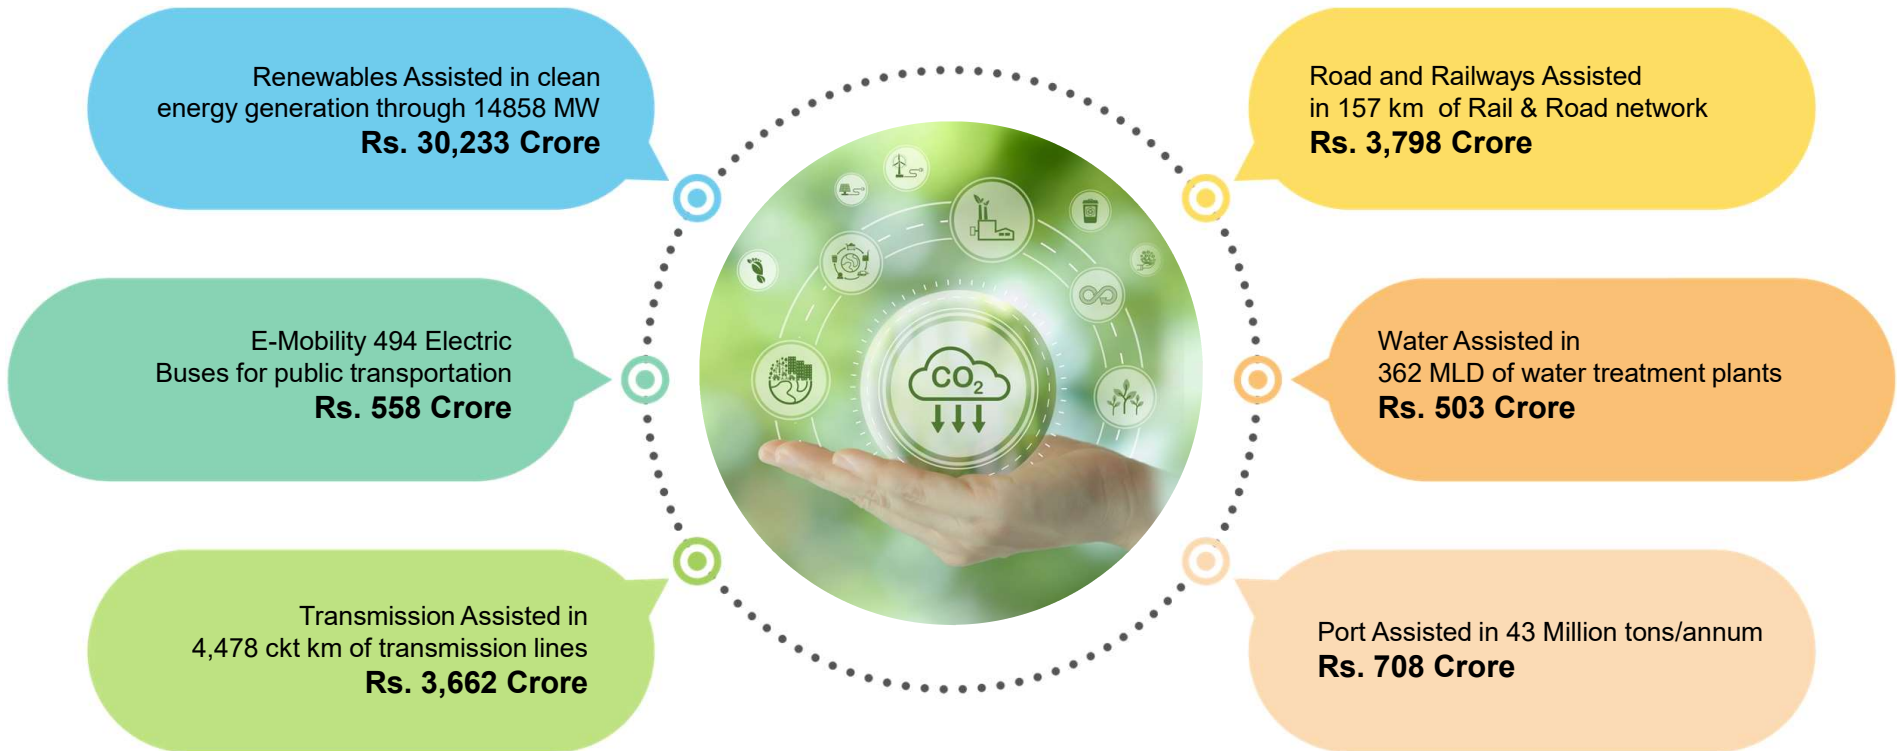 Renewables Assisted in clean
energy generation through 14858 MW
Rs. 30,233 Crore
E-Mobility 494 Electric
Buses for public transportation
Rs. 558 Crore
Transmission Assisted in
4,478 ckt km of transmission lines
Rs. 3,662 Crore
CO2
Road and Railways Assisted
in 157 km of Rail & Road network
Rs. 3,798 Crore
Water Assisted in
362 MLD of water treatment plants
Rs. 503 Crore
Port Assisted in 43 Million tons/annum
Rs. 708 Crore